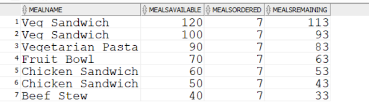 MEALNAME MEALSAVAILABLE MEALSORDERED MEALSREMAINING
1 Veg Sandwich 120 7 113
2 Veg Sandwich 100 7 93
3 Vegetarian Pasta 90 7 83
4 Fruit Bowl 70 7 63
5 Chicken Sandwich 60 7 53
6 Chicken Sandwich 50 7 43
7 Beef Stew 40 7 33